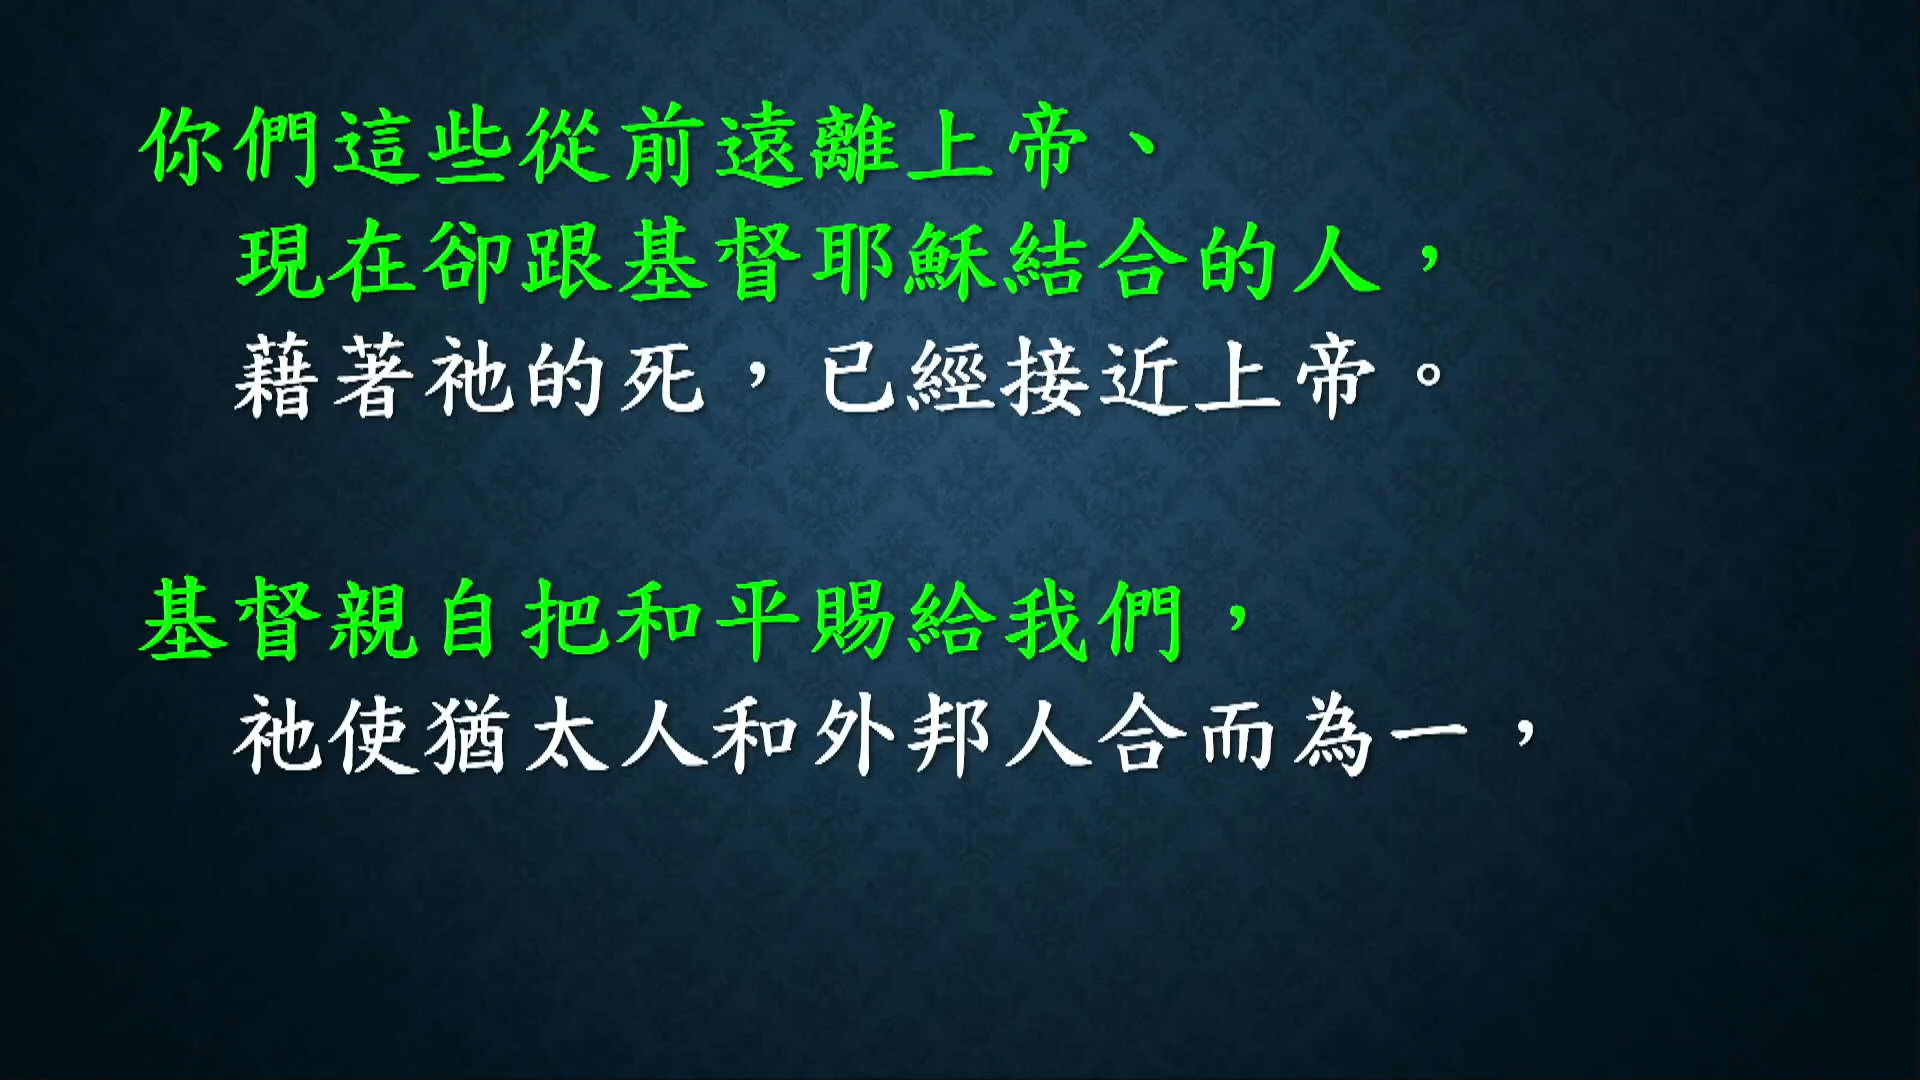 你們這些從前遠離上帝、
現在卻跟基督耶穌結合的人，
藉著祂的死，已經接近上帝。
基督親自把和平賜給我們，
祂使猶太人和外邦人合而為一，